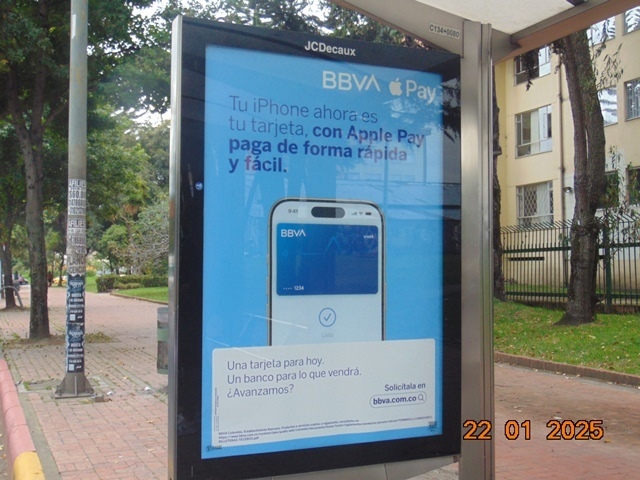 C134+0080
JCDecaux
BBVA Pay
Tu iPhone ahora es
tu tarjeta, con Apple Pay
paga de forma rápida
y fácil.
9:41
BBVA
1234
Una tarjeta para hoy.
Un banco para lo que vendrá.
¿Avanzamos?
Solicítala en
bbva.com.co
22 01 2025